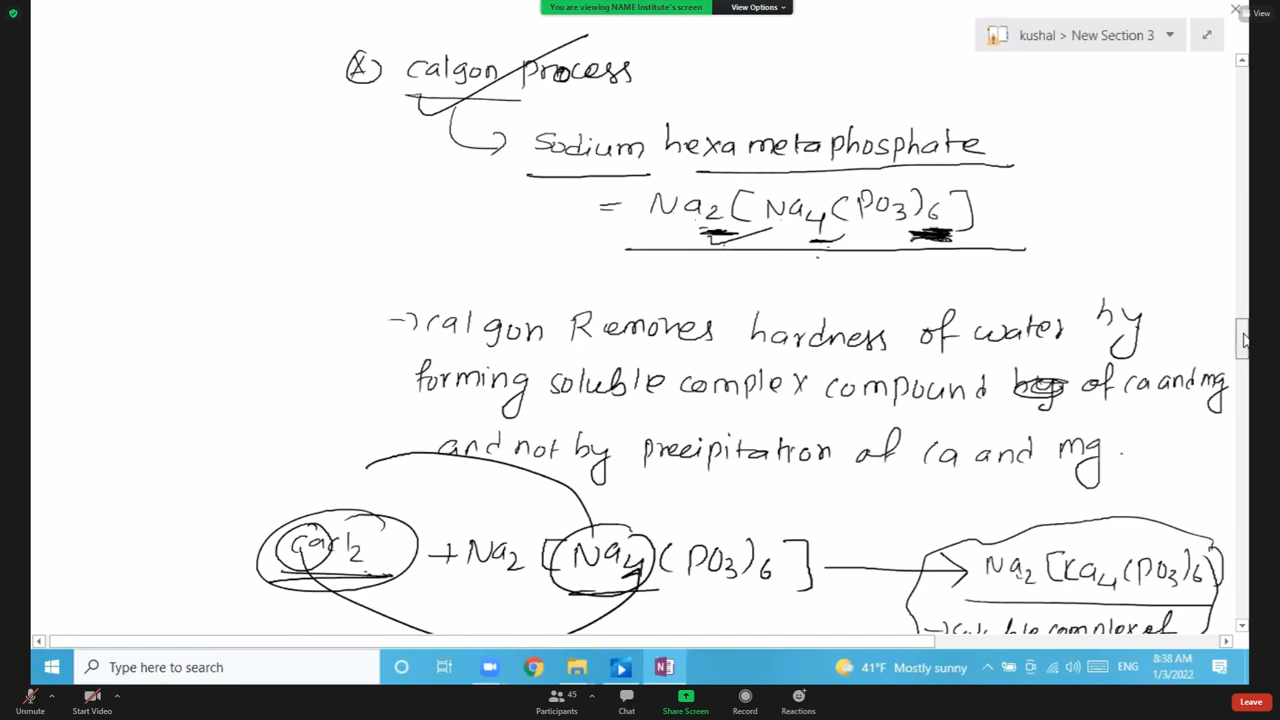 You are viewing NAME Institute's screen
View Options
View
kushal > New Section 3
calgon process
Sodium hexametaphosphate
= Na2[Na4(PO3)6]
→ calgon Removes hardness of water by
forming soluble complex compound of ca and mg
and not by precipitation of ca and mg.
CaCl2 + Na2[Na4(PO3)6] → Na2[Ca4(PO3)6]
complex of
Type here to search
41°F Mostly sunny
ENG
8:38 AM
1/3/2022
Unmute
Start Video
45
Participants
Chat
Share Screen
Record
Reactions
Leave